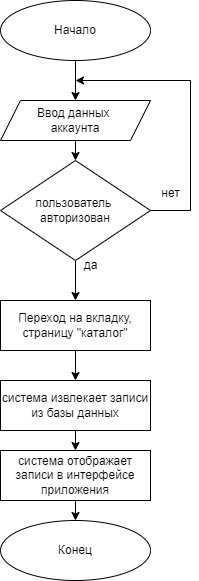 Начало
Ввод данных
аккаунта
пользователь
авторизован
нет
да
Переход на вкладку,
страницу "каталог"
система извлекает записи
из базы данных
система отображает
записи в интерфейсе
приложения
Конец